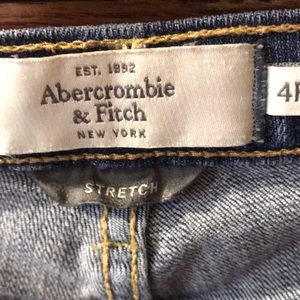 EST. 1892
Abercrombie
& Fitch
NEW YORK
STRETCH